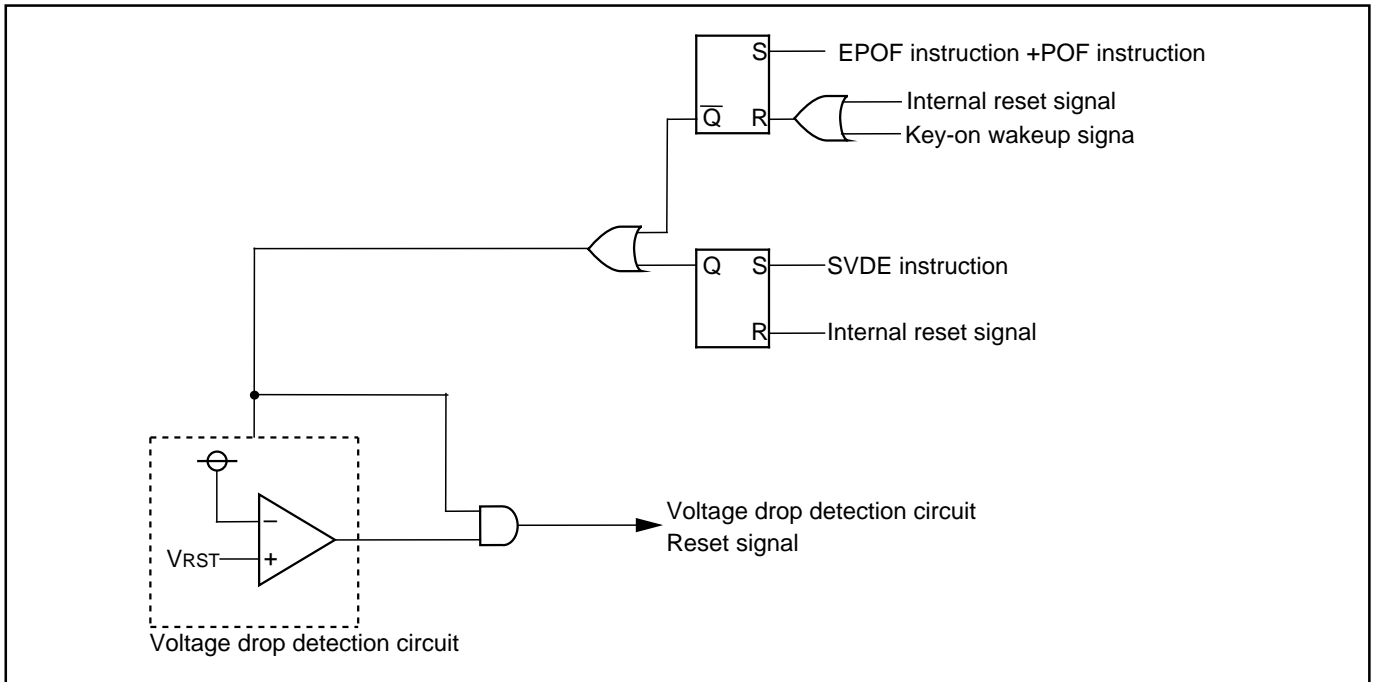 S EPOF instruction +POF instruction
Internal reset signal
Q R
Key-on wakeup signa
Q S SVDE instruction
R Internal reset signal
−
VRST +
Voltage drop detection circuit
Reset signal
Voltage drop detection circuit